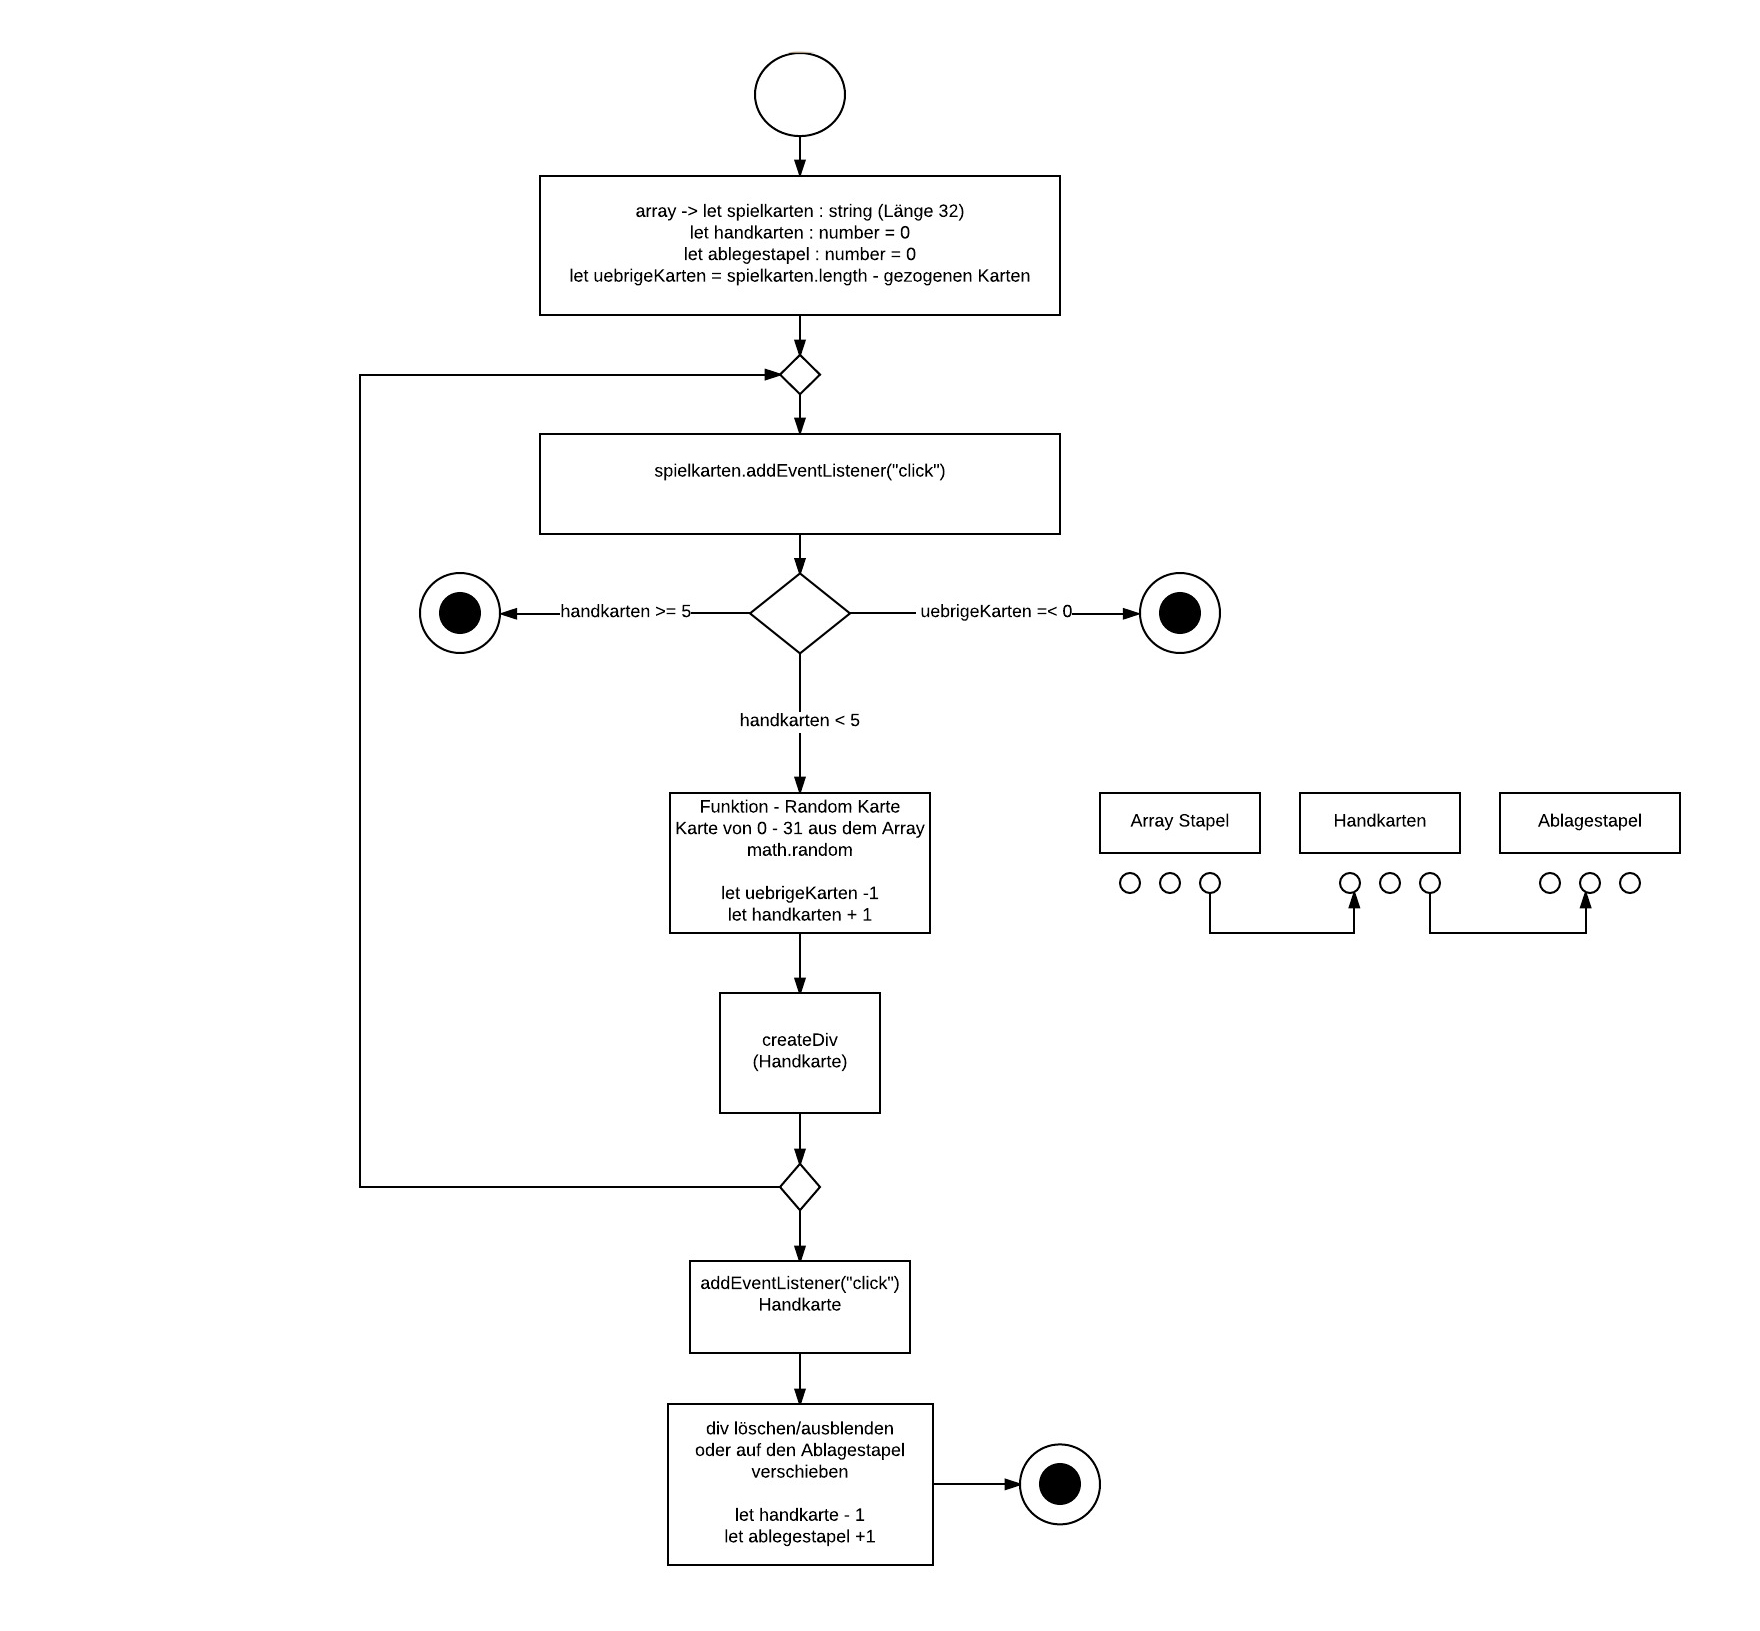 array -> let spielkarten : string (Länge 32)
let handkarten : number = 0
let ablegestapel : number = 0
let uebrigeKarten = spielkarten.length - gezogenen Karten
spielkarten.addEventListener("click")
handkarten >= 5
uebrigeKarten =< 0
handkarten < 5
Funktion - Random Karte
Karte von 0 - 31 aus dem Array
math.random
let uebrigeKarten -1
let handkarten + 1
Array Stapel
Handkarten
Ablagestapel
createDiv
(Handkarte)
addEventListener("click")
Handkarte
div löschen/ausblenden
oder auf den Ablagestapel
verschieben
let handkarte - 1
let ablegestapel +1